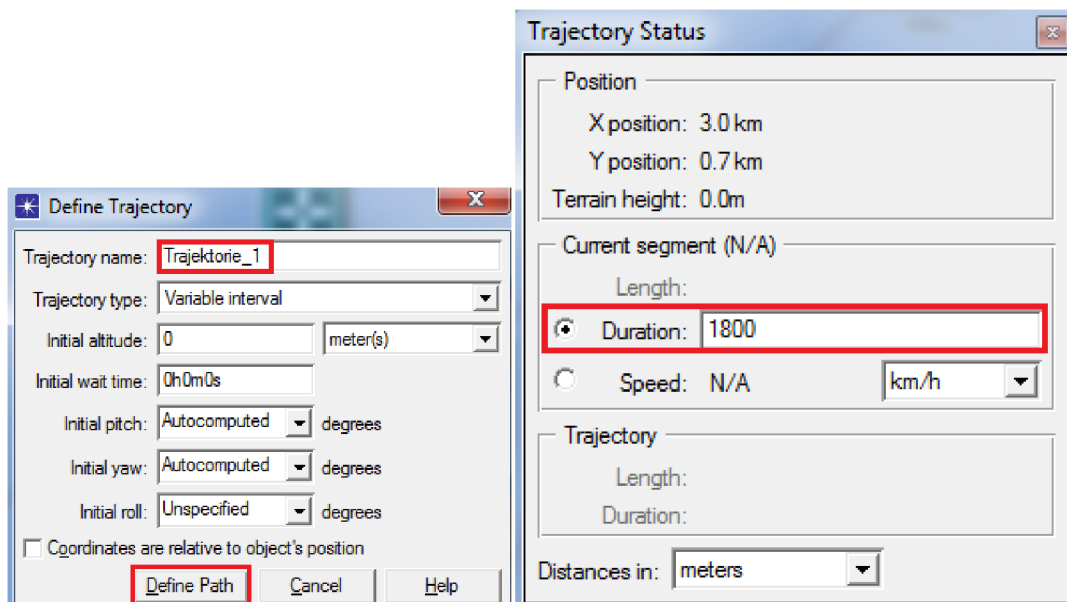 Define Trajectory
Trajectory name: Trajektorie_1
Trajectory type: Variable interval
Initial altitude: 0 meter(s)
Initial wait time: 0h0m0s
Initial pitch: Autocomputed degrees
Initial yaw: Autocomputed degrees
Initial roll: Unspecified degrees
Coordinates are relative to object's position
Define Path Cancel Help
Trajectory Status
Position
X position: 3.0 km
Y position: 0.7 km
Terrain height: 0.0m
Current segment (N/A)
Length:
Duration: 1800
Speed: N/A km/h
Trajectory
Length:
Duration:
Distances in: meters